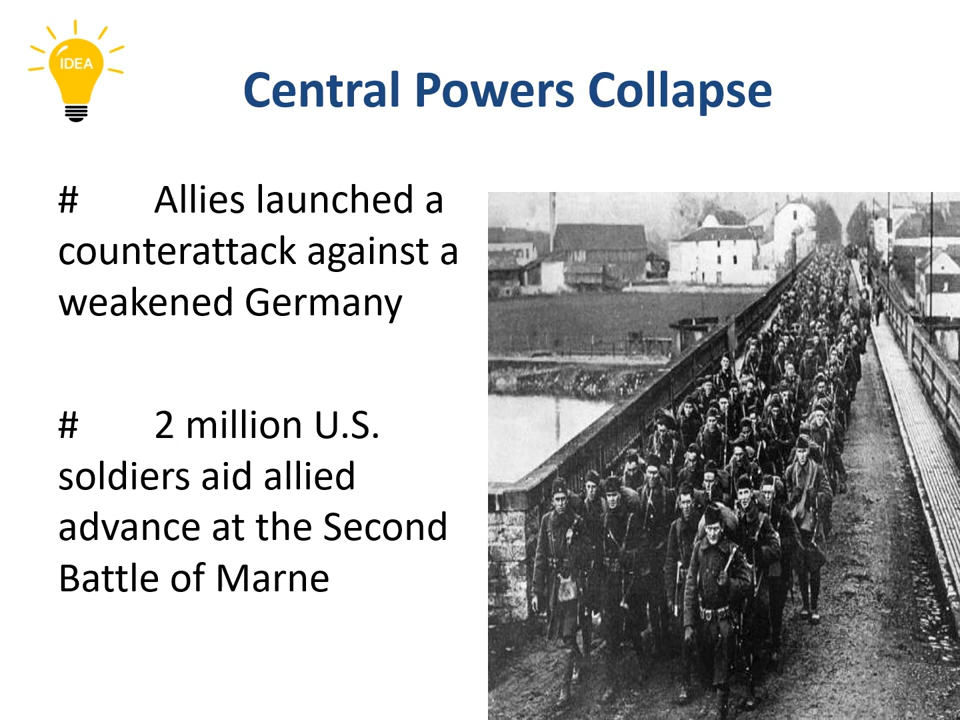 IDEA
Central Powers Collapse
# Allies launched a
counterattack against a
weakened Germany
# 2 million U.S.
soldiers aid allied
advance at the Second
Battle of Marne